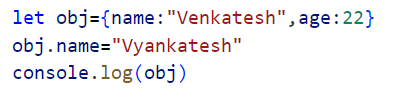 let obj={name:"Venkatesh",age:22}
obj.name="Vyankatesh"
console.log(obj)